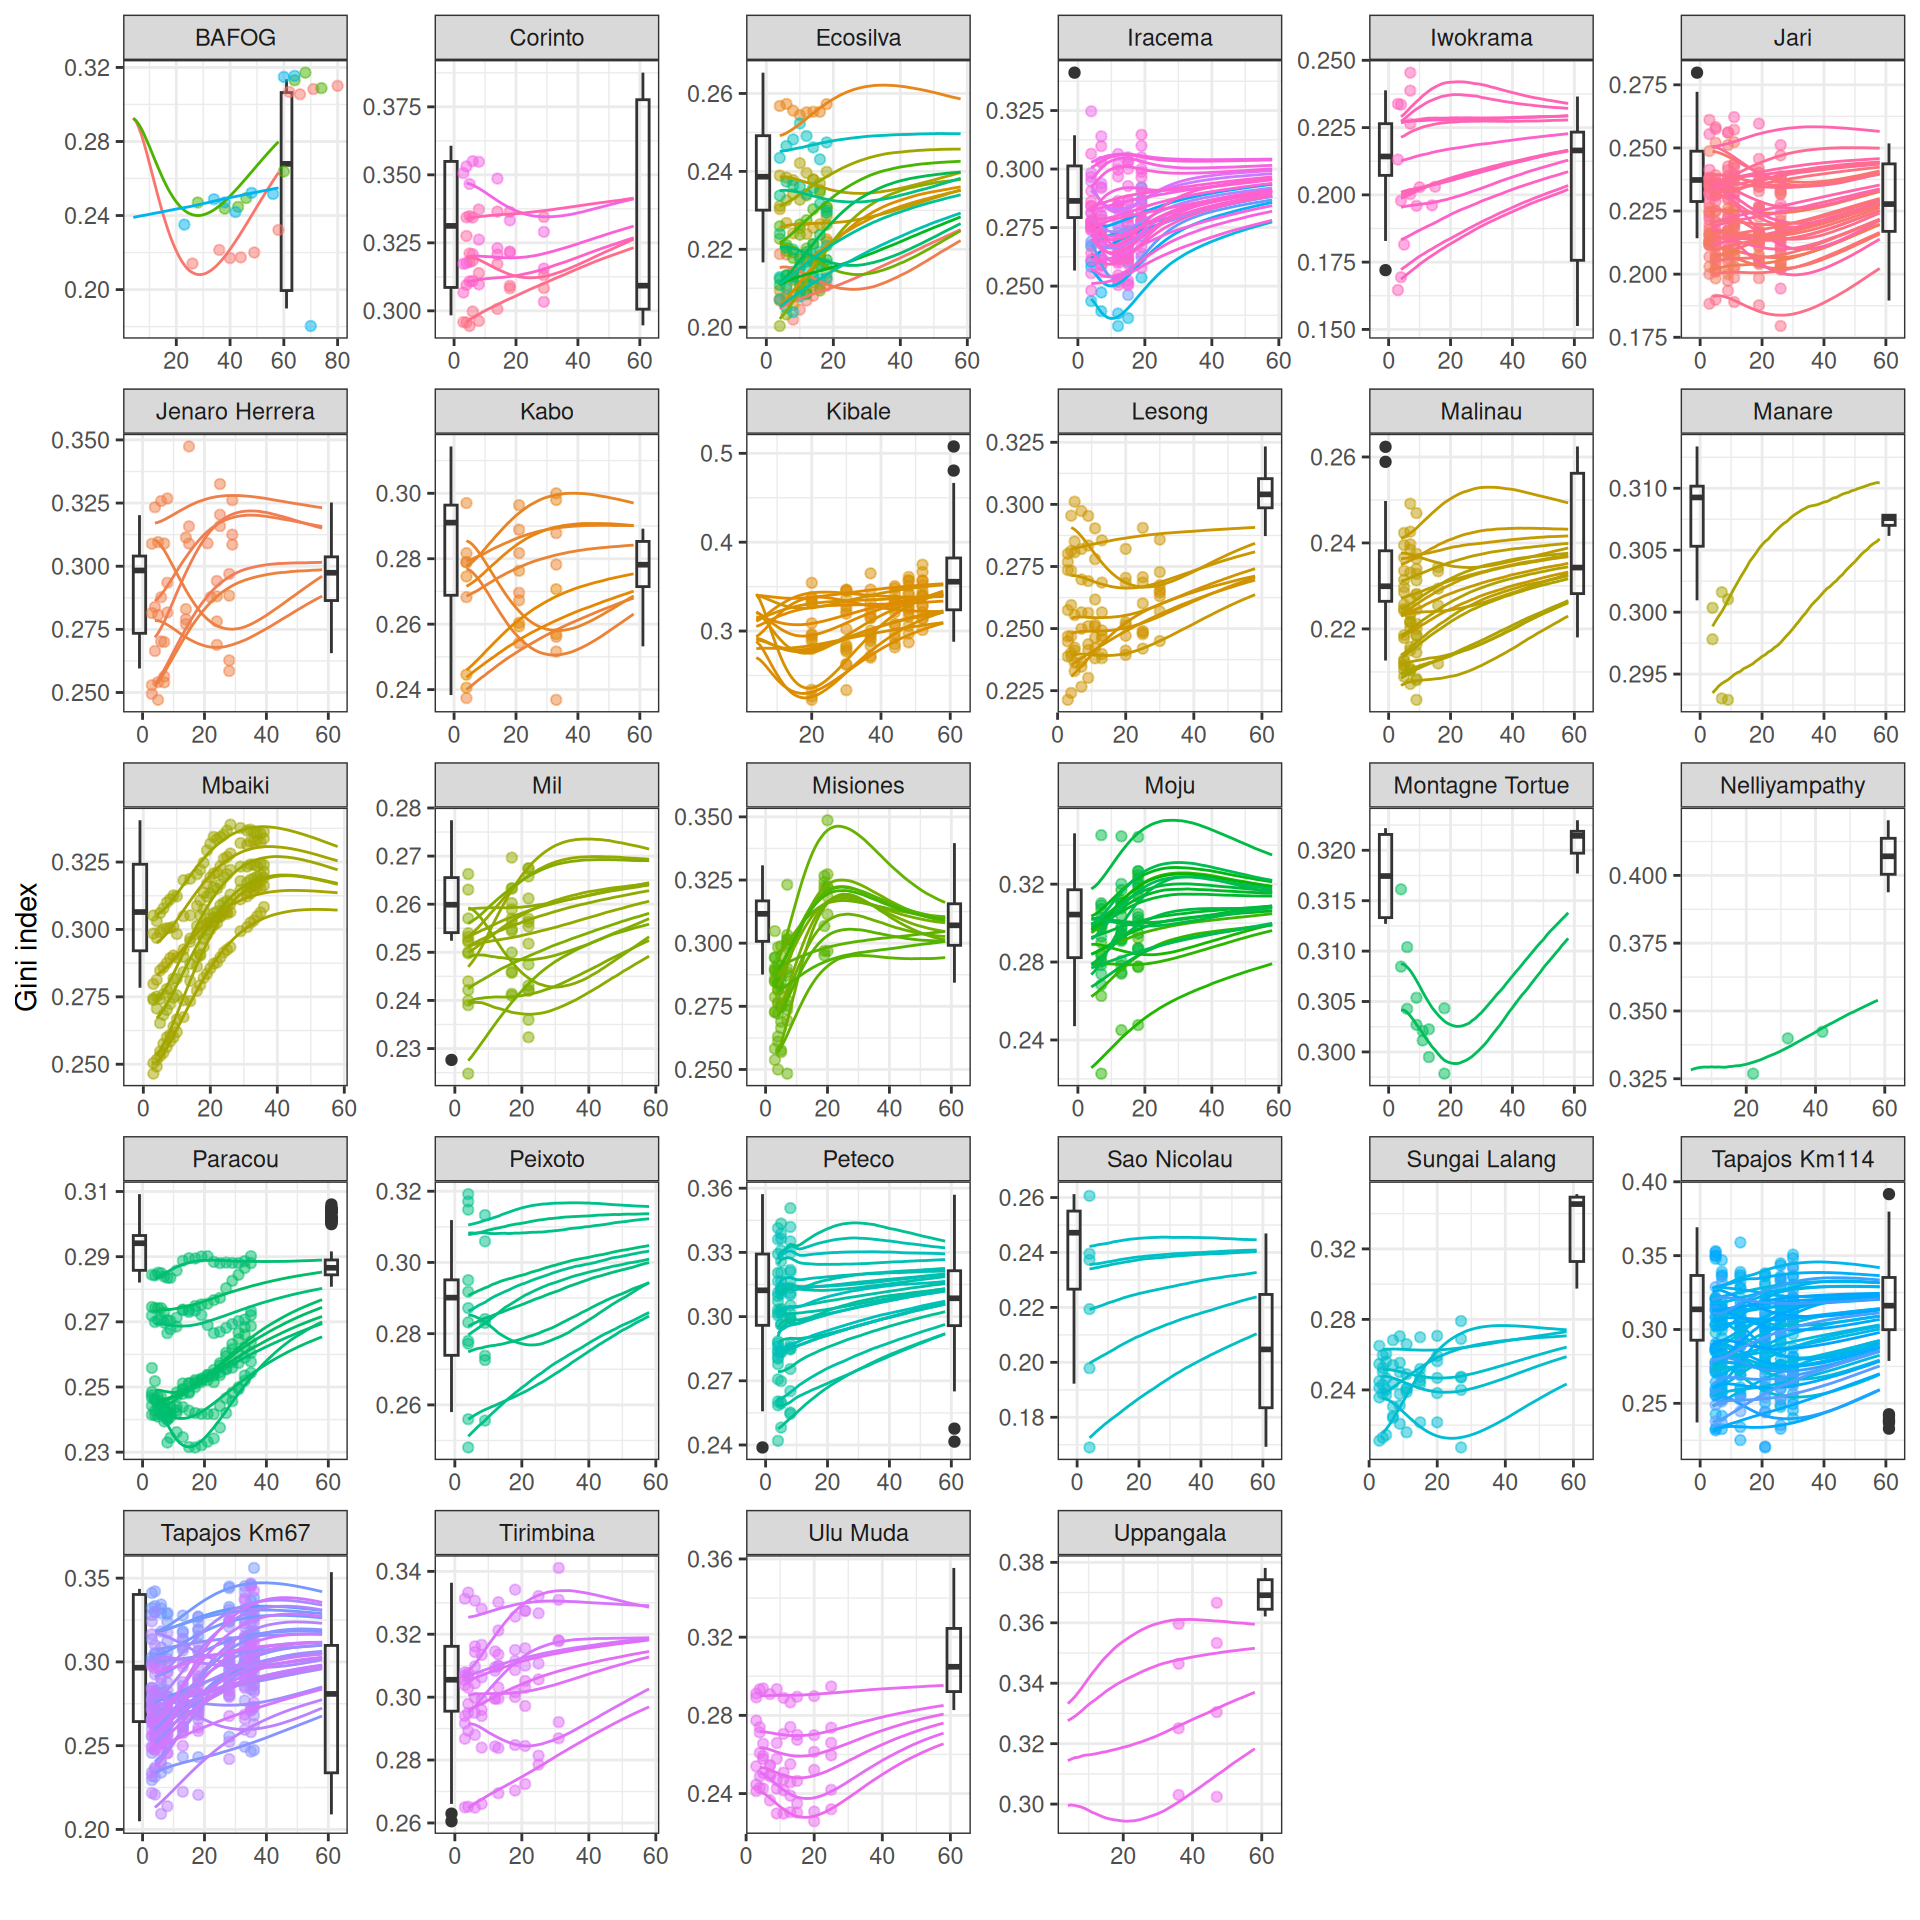 BAFOG Corinto Ecosilva Iracema Iwokrama Jari
0.32 0.28 0.24 0.20
0.375 0.350 0.325 0.300
0.26 0.24 0.22 0.20
0.325 0.300 0.275 0.250
0.250 0.225 0.200 0.175 0.150
0.275 0.250 0.225 0.200 0.175
20 40 60 80 0 20 40 60 0 20 40 60 0 20 40 60 0 20 40 60 0 20 40 60
Jenaro Herrera Kabo Kibale Lesong Malinau Manare
0.350 0.325 0.300 0.275 0.250
0.30 0.28 0.26 0.24
0.5 0.4 0.3
0.325 0.300 0.275 0.250 0.225
0.26 0.24 0.22
0.310 0.305 0.300 0.295
0 20 40 60 0 20 40 60 20 40 60 0 20 40 60 0 20 40 60 20 40 60
Gini index
Mbaiki Mil Misiones Moju Montagne Tortue Nelliyampathy
0.325 0.300 0.275 0.250
0.28 0.27 0.26 0.25 0.24 0.23
0.350 0.325 0.300 0.275 0.250
0.32 0.28 0.24
0.320 0.315 0.310 0.305 0.300
0.400 0.375 0.350 0.325
0 20 40 60 0 20 40 60 0 20 40 60 0 20 40 60 0 20 40 60 20 40 60
Paracou Peixoto Peteco Sao Nicolau Sungai Lalang Tapajos Km114
0.31 0.29 0.27 0.25 0.23
0.32 0.30 0.28 0.26
0.36 0.33 0.30 0.27 0.24
0.26 0.24 0.22 0.20 0.18
0.32 0.28 0.24
0.40 0.35 0.30 0.25
0 20 40 60 0 20 40 60 0 20 40 60 0 20 40 60 0 20 40 60 0 20 40 60
Tapajos Km67 Tirimbina Ulu Muda Uppangala
0.35 0.30 0.25 0.20
0.34 0.32 0.30 0.28 0.26
0.36 0.32 0.28 0.24
0.38 0.36 0.34 0.32 0.30
0 20 40 60 0 20 40 60 0 20 40 60 20 40 60